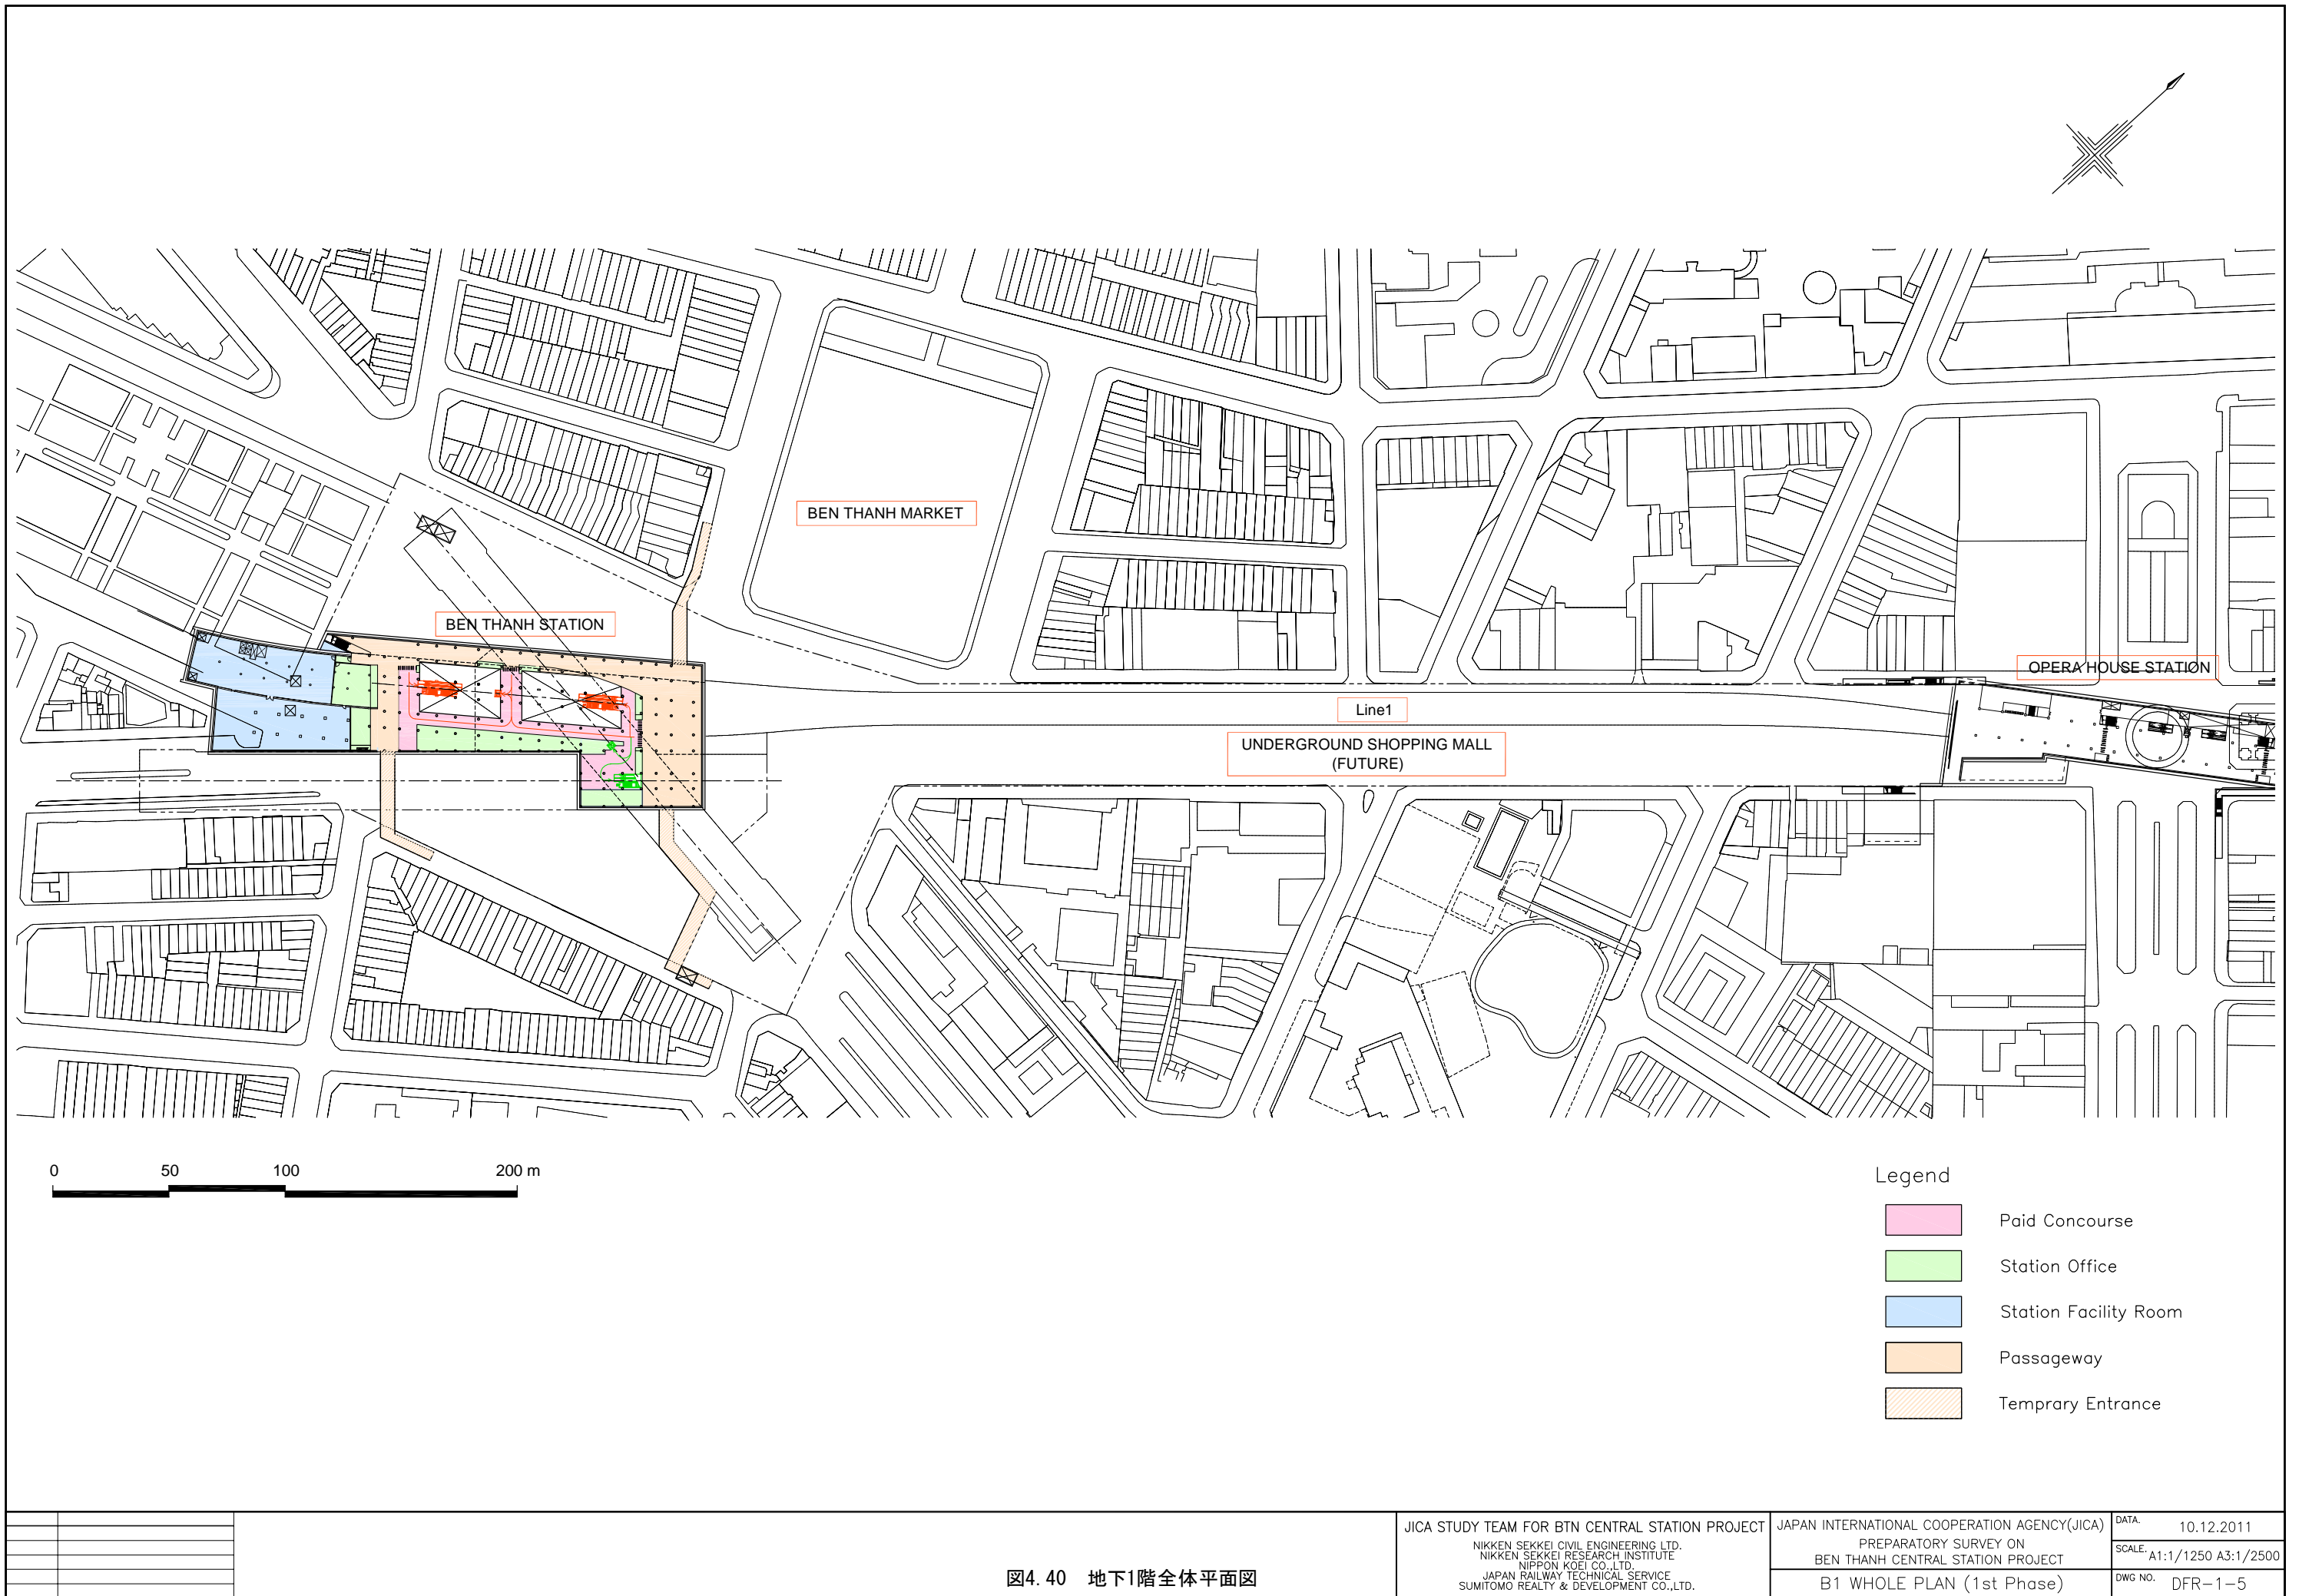 BEN THANH MARKET
BEN THANH STATION
OPERA HOUSE STATION
Line1
UNDERGROUND SHOPPING MALL
(FUTURE)
0 50 100 200 m
Legend
Paid Concourse
Station Office
Station Facility Room
Passageway
Temprary Entrance
図4.40 地下1階全体平面図
JICA STUDY TEAM FOR BTN CENTRAL STATION PROJECT
NIKKEN SEKKEI CIVIL ENGINEERING LTD.
NIKKEN SEKKEI RESEARCH INSTITUTE
NIPPON KOEI CO.,LTD.
JAPAN RAILWAY TECHNICAL SERVICE
SUMITOMO REALTY & DEVELOPMENT CO.,LTD.
JAPAN INTERNATIONAL COOPERATION AGENCY(JICA)
PREPARATORY SURVEY ON
BEN THANH CENTRAL STATION PROJECT
B1 WHOLE PLAN (1st Phase)
DATA. 10.12.2011
SCALE. A1:1/1250 A3:1/2500
DWG NO. DFR-1-5